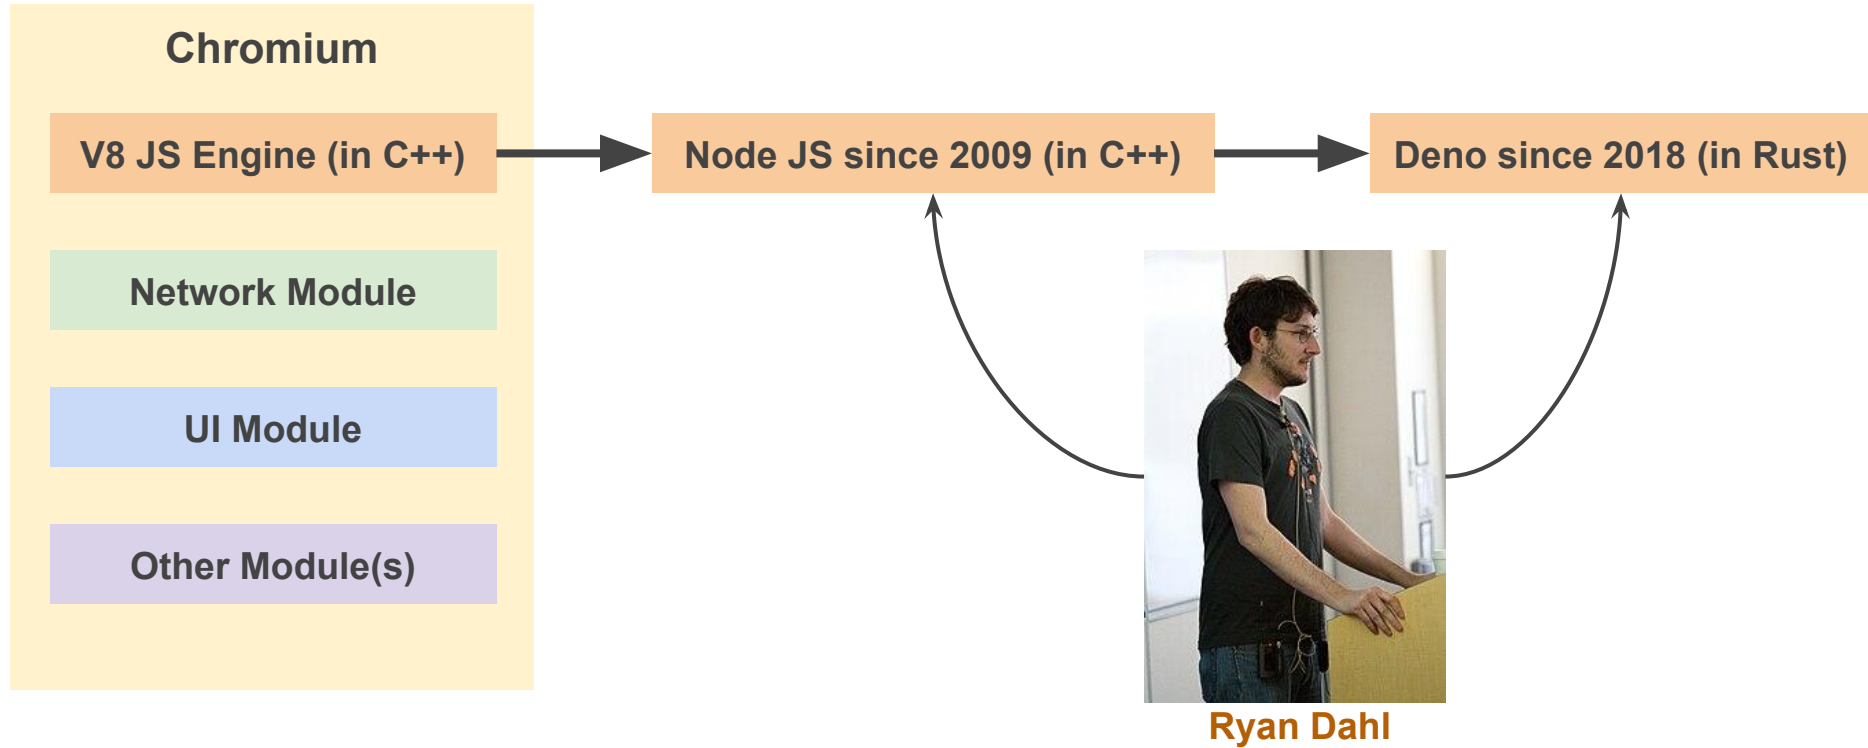 Chromium
V8 JS Engine (in C++)
Node JS since 2009 (in C++)
Deno since 2018 (in Rust)
Network Module
UI Module
Other Module(s)
Ryan Dahl